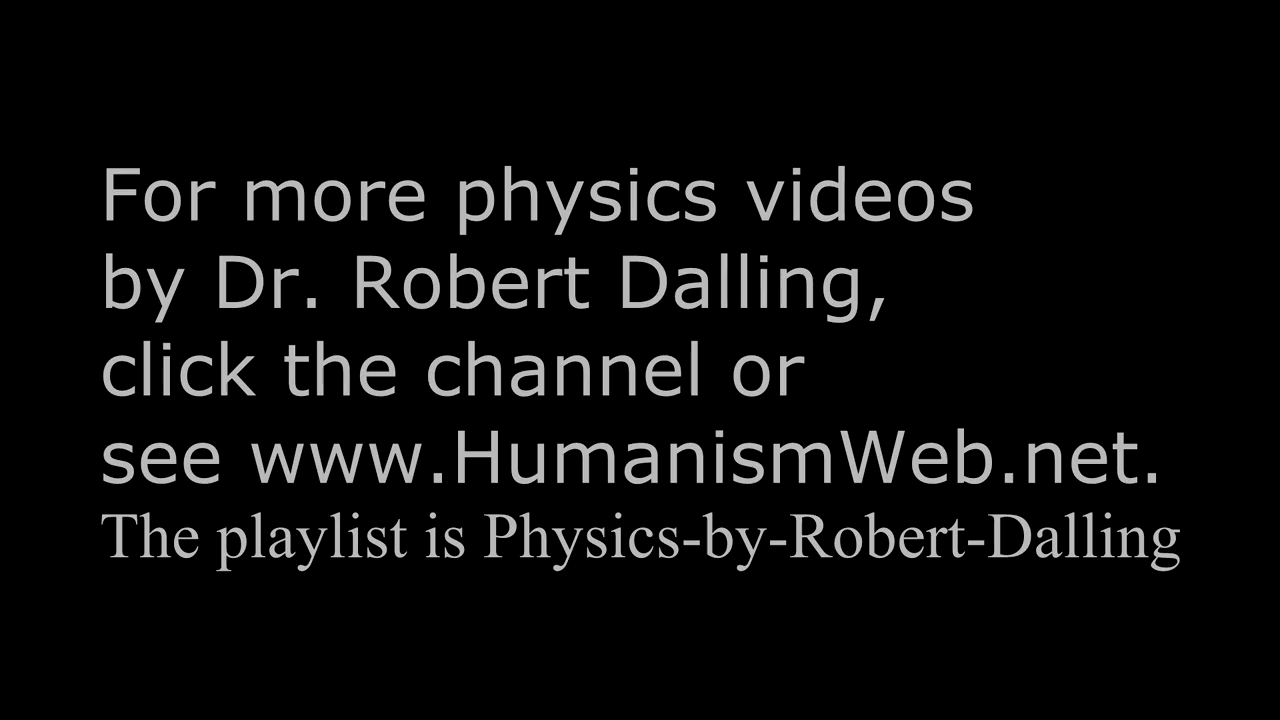 For more physics videos
by Dr. Robert Dalling,
click the channel or
see www.HumanismWeb.net.
The playlist is Physics-by-Robert-Dalling